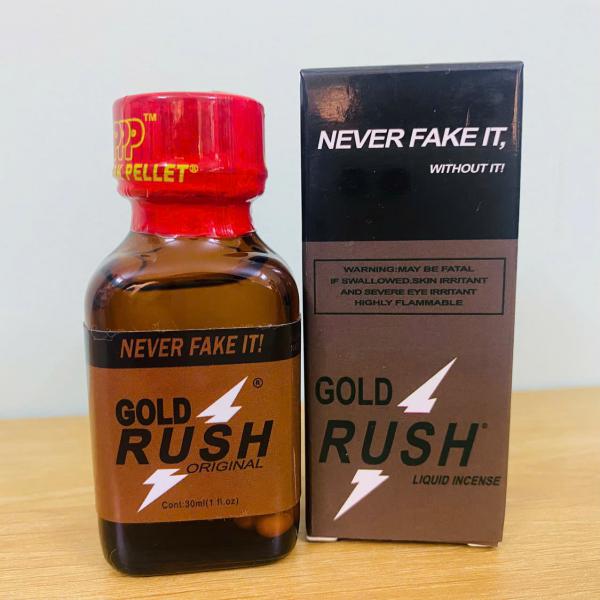 PPP™
PELLET®
NEVER FAKE IT!
GOLD
RUSH®
ORIGINAL
Cont:30ml(1 fl.oz)
NEVER FAKE IT,
WITHOUT IT!
WARNING:MAY BE FATAL
IF SWALLOWED.SKIN IRRITANT
AND SEVERE EYE IRRITANT
HIGHLY FLAMMABLE
GOLD
RUSH®
LIQUID INCENSE